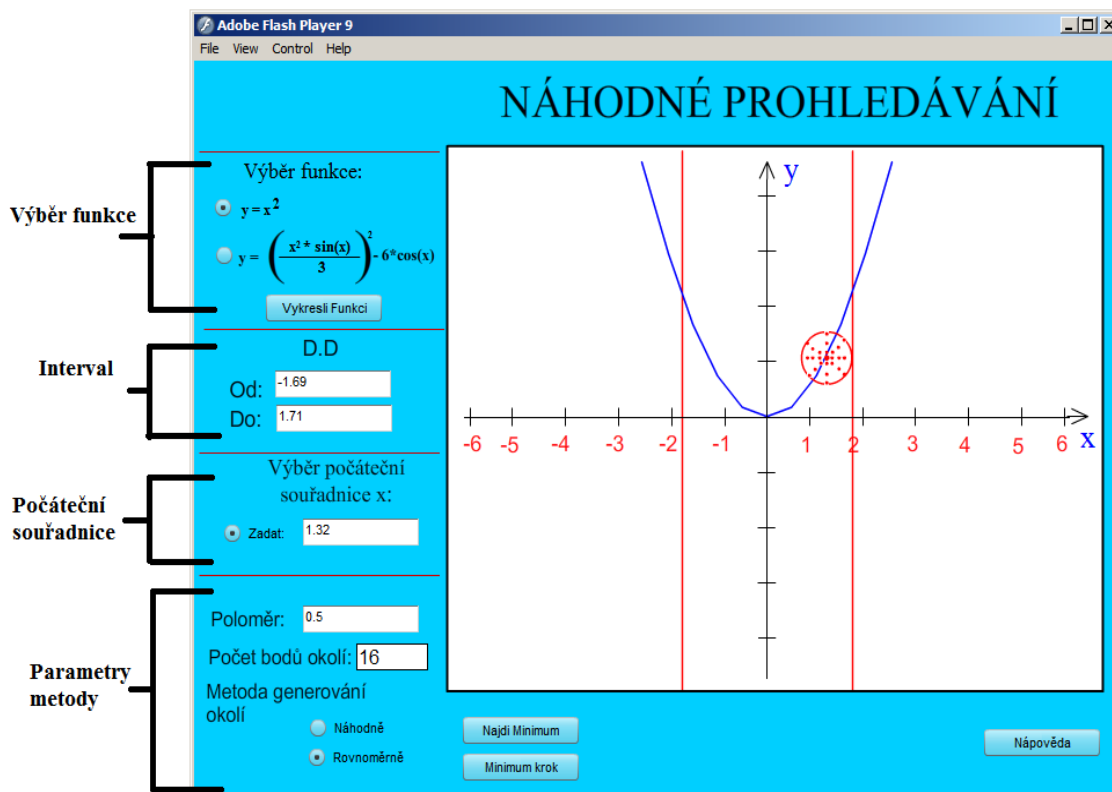 Adobe Flash Player 9
File View Control Help
NÁHODNÉ PROHLEDÁVÁNÍ
Výběr funkce
Výběr funkce:
y = x²
y = ( x² * sin(x) / 3 )² - 6*cos(x)
Vykresli Funkci
Interval
D.D
Od: -1.69
Do: 1.71
Počáteční
souřadnice
Výběr počáteční
souřadnice x:
Zadat: 1.32
Parametry
metody
Poloměr: 0.5
Počet bodů okolí: 16
Metoda generování
okolí
Náhodně
Rovnoměrně
y
-6 -5 -4 -3 -2 -1 1 2 3 4 5 6 x
Najdi Minimum
Minimum krok
Nápověda